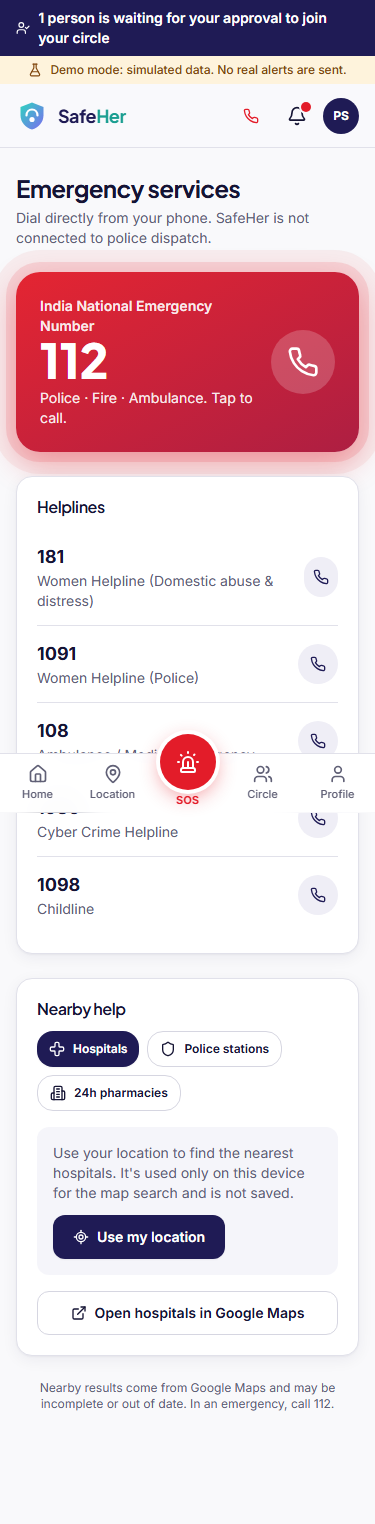 1 person is waiting for your approval to join
your circle
Demo mode: simulated data. No real alerts are sent.
SafeHer
PS
Emergency services
Dial directly from your phone. SafeHer is not
connected to police dispatch.
India National Emergency
Number
112
Police · Fire · Ambulance. Tap to
call.
Helplines
181
Women Helpline (Domestic abuse &
distress)
1091
Women Helpline (Police)
108
Home
Location
SOS
Circle
Profile
Cyber Crime Helpline
1098
Childline
Nearby help
Hospitals
Police stations
24h pharmacies
Use your location to find the nearest
hospitals. It's used only on this device
for the map search and is not saved.
Use my location
Open hospitals in Google Maps
Nearby results come from Google Maps and may be
incomplete or out of date. In an emergency, call 112.